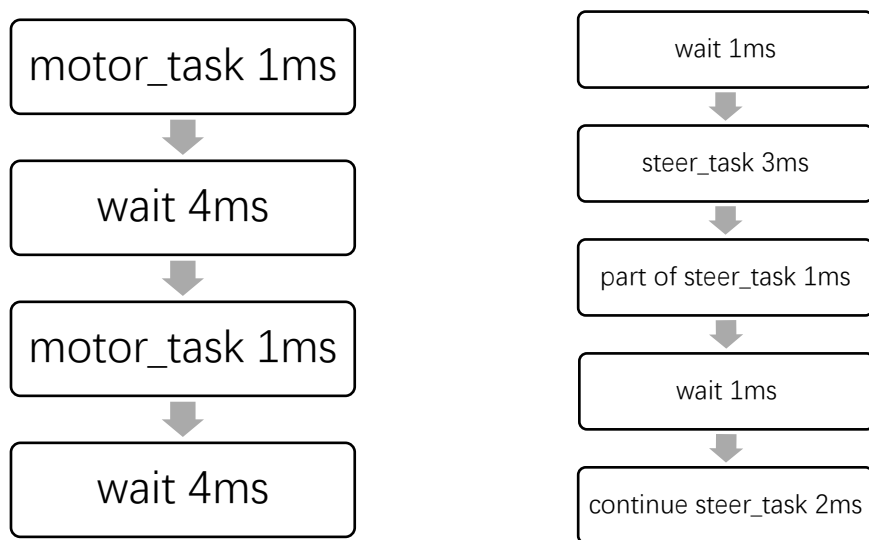 motor_task 1ms
wait 4ms
motor_task 1ms
wait 4ms
wait 1ms
steer_task 3ms
part of steer_task 1ms
wait 1ms
continue steer_task 2ms